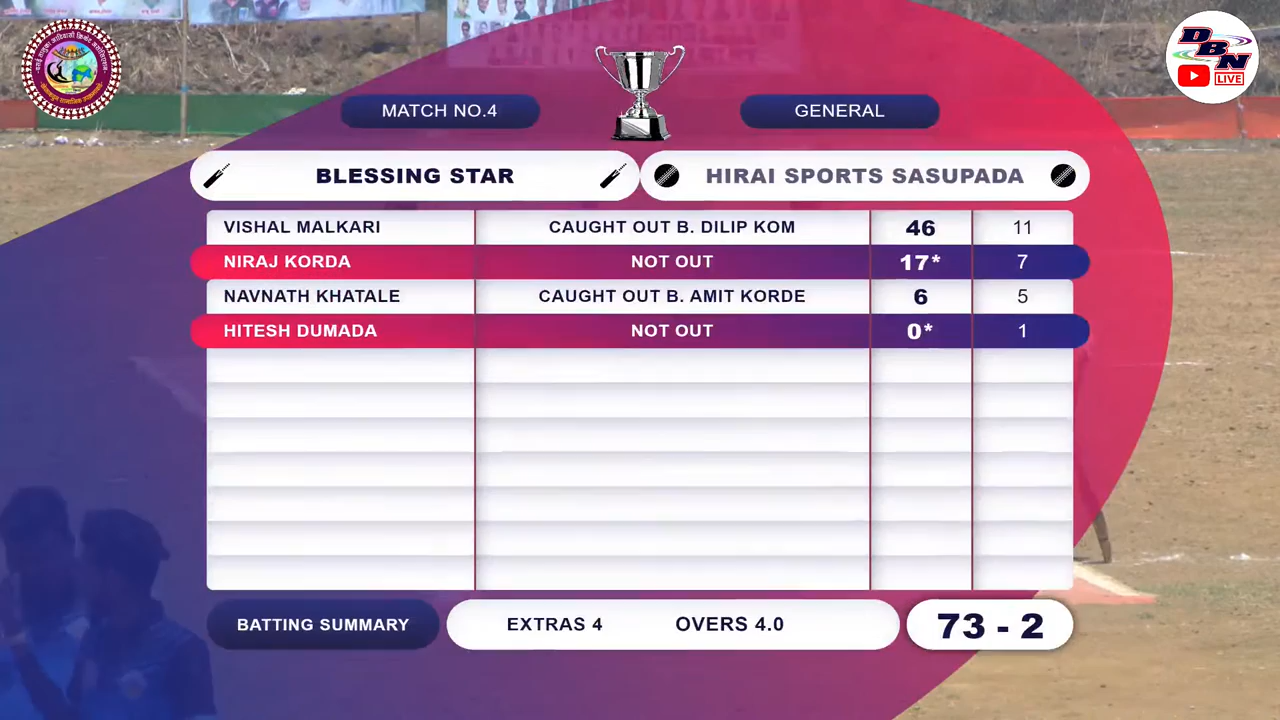 DBN
LIVE
MATCH NO.4
GENERAL
BLESSING STAR
HIRAI SPORTS SASUPADA
VISHAL MALKARI CAUGHT OUT B. DILIP KOM 46 11
NIRAJ KORDA NOT OUT 17* 7
NAVNATH KHATALE CAUGHT OUT B. AMIT KORDE 6 5
HITESH DUMADA NOT OUT 0* 1
BATTING SUMMARY EXTRAS 4 OVERS 4.0 73 - 2